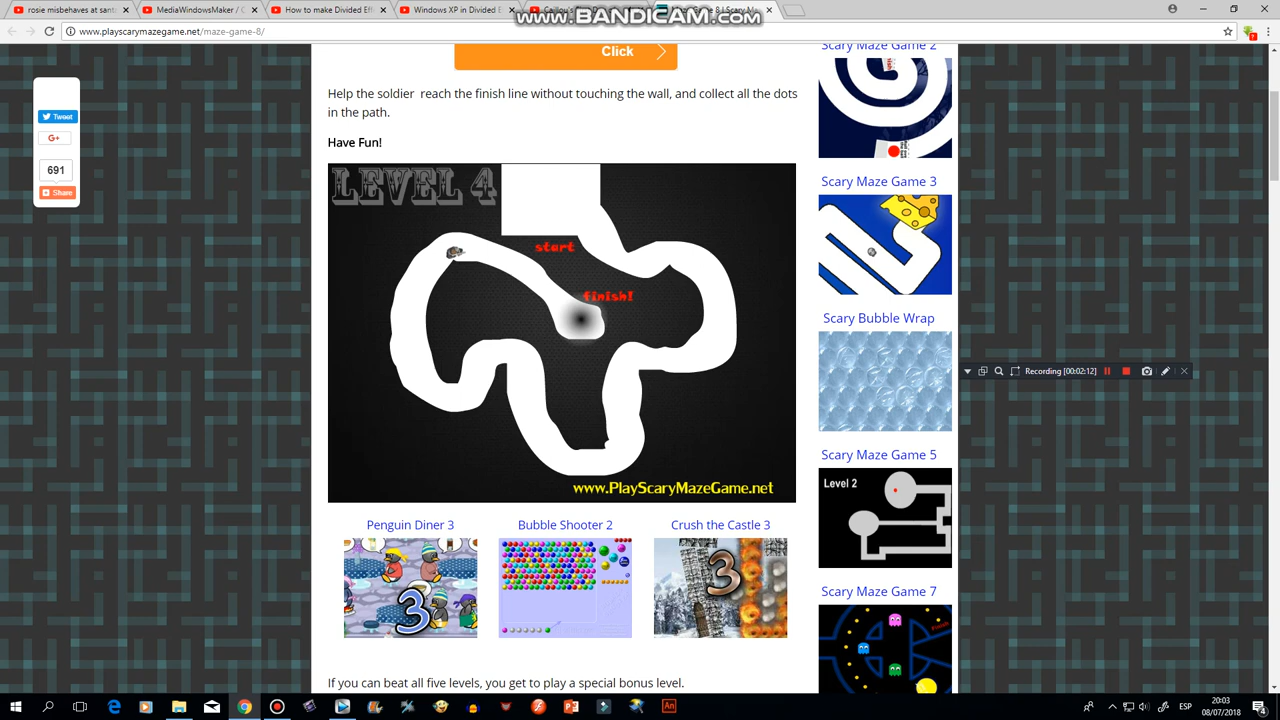 rosie misbehaves at sant
MediaWindowsMaker / C
How to make Divided Eff
Windows XP in Divided E
www.BANDICAM.com
www.playscarymazegame.net/maze-game-8/
Click
Help the soldier reach the finish line without touching the wall, and collect all the dots
in the path.
Have Fun!
Tweet
G+
691
Share
LEVEL 4
start
finish!
www.PlayScaryMazeGame.net
Scary Maze Game 2
Scary Maze Game 3
Scary Bubble Wrap
Recording [00:02:12]
Scary Maze Game 5
Level 2
Scary Maze Game 7
Penguin Diner 3
Bubble Shooter 2
Crush the Castle 3
3
3
If you can beat all five levels, you get to play a special bonus level.
ESP
20:03
08/07/2018